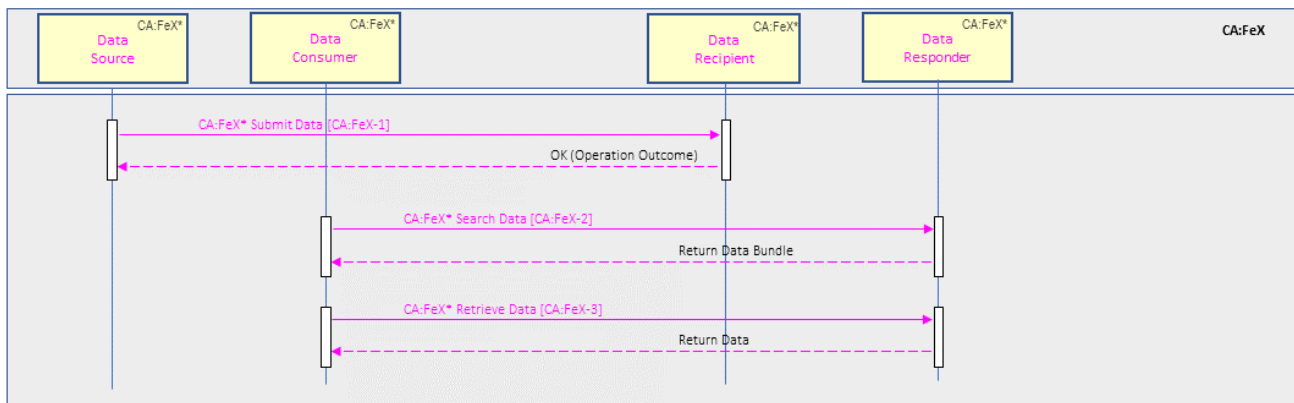 CA:FeX*
Data
Source
CA:FeX*
Data
Consumer
CA:FeX*
Data
Recipient
CA:FeX*
Data
Responder
CA:FeX
CA:FeX* Submit Data [CA:FeX-1]
OK (Operation Outcome)
CA:FeX* Search Data [CA:FeX-2]
Return Data Bundle
CA:FeX* Retrieve Data [CA:FeX-3]
Return Data